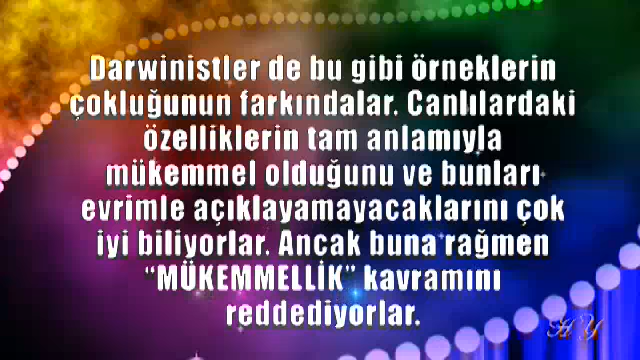 Darwinistler de bu gibi örneklerin
çokluğunun farkındalar. Canlılardaki
özelliklerin tam anlamıyla
mükemmel olduğunu ve bunları
evrimle açıklayamayacaklarını çok
iyi biliyorlar. Ancak buna rağmen
“MÜKEMMELLİK” kavramını
reddediyorlar.
HY